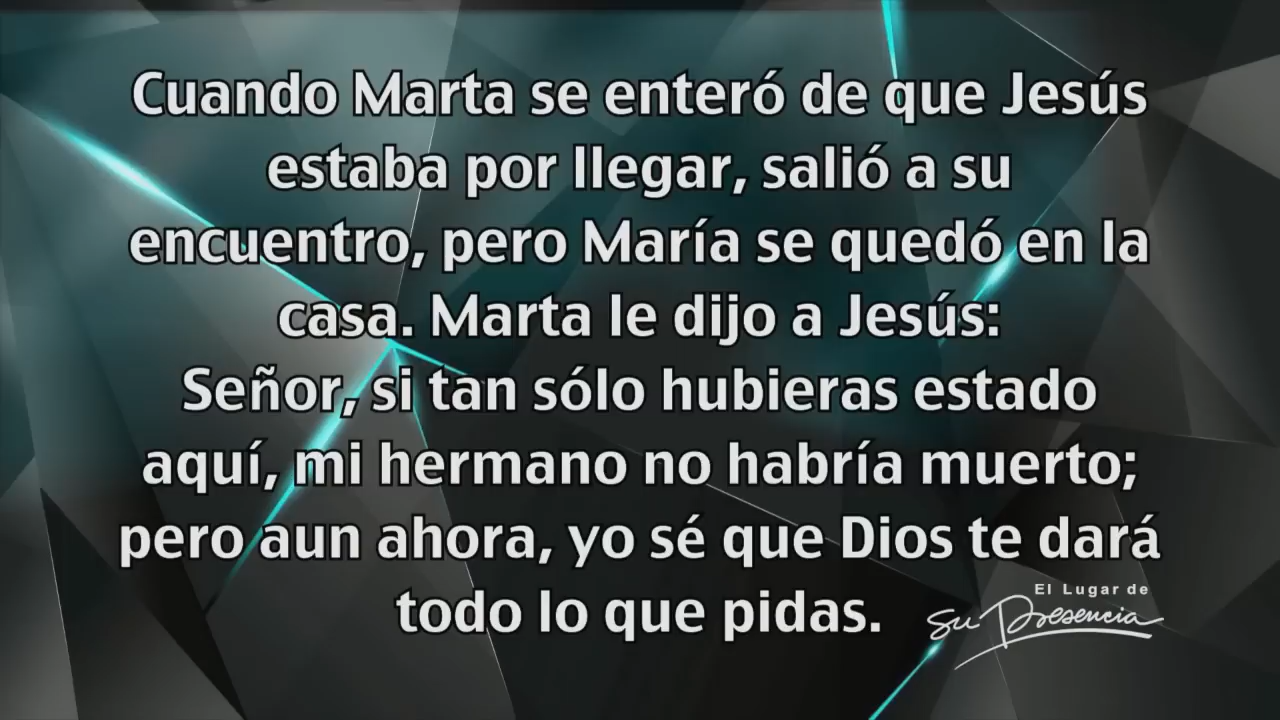 Cuando Marta se enteró de que Jesús
estaba por llegar, salió a su
encuentro, pero María se quedó en la
casa. Marta le dijo a Jesús:
Señor, si tan sólo hubieras estado
aquí, mi hermano no habría muerto;
pero aun ahora, yo sé que Dios te dará
todo lo que pidas.
El Lugar de
Su Presencia